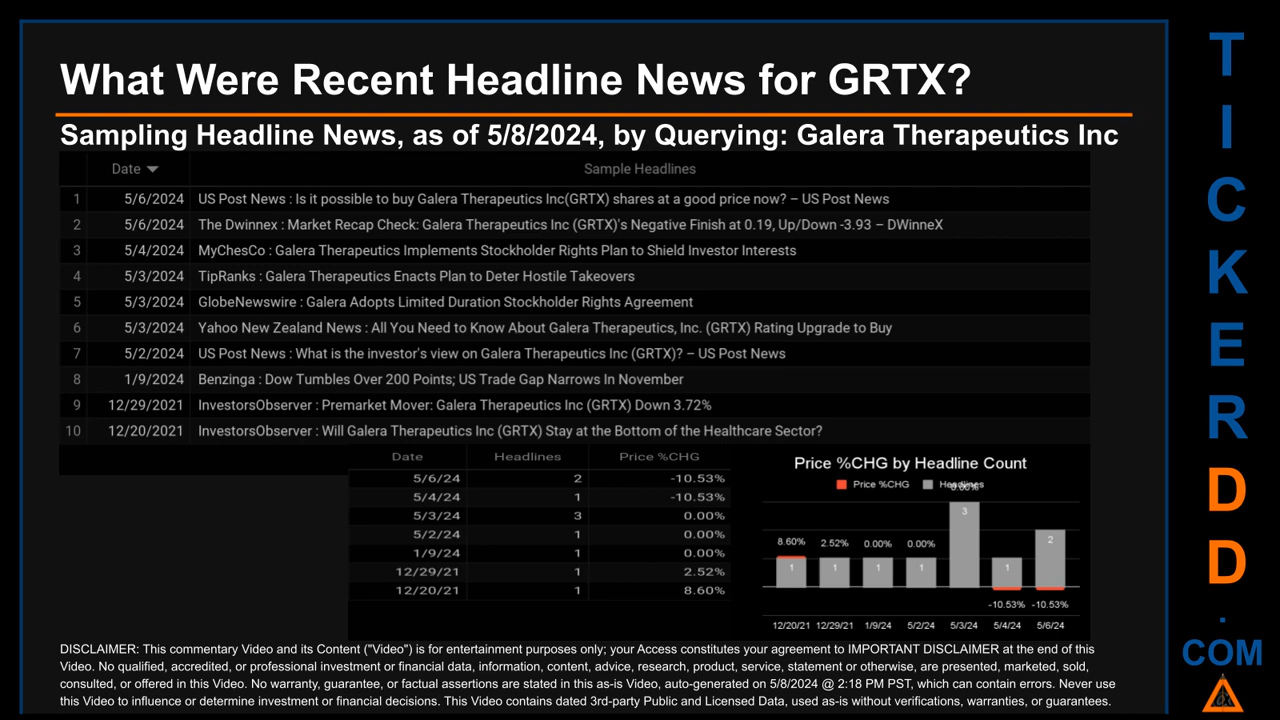 What Were Recent Headline News for GRTX?
Sampling Headline News, as of 5/8/2024, by Querying: Galera Therapeutics Inc
Date Sample Headlines
1 5/6/2024 US Post News : Is it possible to buy Galera Therapeutics Inc(GRTX) shares at a good price now? – US Post News
2 5/6/2024 The Dwinnex : Market Recap Check: Galera Therapeutics Inc (GRTX)'s Negative Finish at 0.19, Up/Down -3.93 – DWinneX
3 5/4/2024 MyChesCo : Galera Therapeutics Implements Stockholder Rights Plan to Shield Investor Interests
4 5/3/2024 TipRanks : Galera Therapeutics Enacts Plan to Deter Hostile Takeovers
5 5/3/2024 GlobeNewswire : Galera Adopts Limited Duration Stockholder Rights Agreement
6 5/3/2024 Yahoo New Zealand News : All You Need to Know About Galera Therapeutics, Inc. (GRTX) Rating Upgrade to Buy
7 5/2/2024 US Post News : What is the investor's view on Galera Therapeutics Inc (GRTX)? – US Post News
8 1/9/2024 Benzinga : Dow Tumbles Over 200 Points; US Trade Gap Narrows In November
9 12/29/2021 InvestorsObserver : Premarket Mover: Galera Therapeutics Inc (GRTX) Down 3.72%
10 12/20/2021 InvestorsObserver : Will Galera Therapeutics Inc (GRTX) Stay at the Bottom of the Healthcare Sector?
Date Headlines Price %CHG
5/6/24 2 -10.53%
5/4/24 1 -10.53%
5/3/24 3 0.00%
5/2/24 1 0.00%
1/9/24 1 0.00%
12/29/21 1 2.52%
12/20/21 1 8.60%
Price %CHG by Headline Count
Price %CHG Headlines
0.00%
8.60% 2.52% 0.00% 0.00% 3 2
1 1 1 1 1
-10.53% -10.53%
12/20/21 12/29/21 1/9/24 5/2/24 5/3/24 5/4/24 5/6/24
DISCLAIMER: This commentary Video and its Content ("Video") is for entertainment purposes only; your Access constitutes your agreement to IMPORTANT DISCLAIMER at the end of this
Video. No qualified, accredited, or professional investment or financial data, information, content, advice, research, product, service, statement or otherwise, are presented, marketed, sold,
consulted, or offered in this Video. No warranty, guarantee, or factual assertions are stated in this as-is Video, auto-generated on 5/8/2024 @ 2:18 PM PST, which can contain errors. Never use
this Video to influence or determine investment or financial decisions. This Video contains dated 3rd-party Public and Licensed Data, used as-is without verifications, warranties, or guarantees.
T
I
C
K
E
R
D
D
.
COM